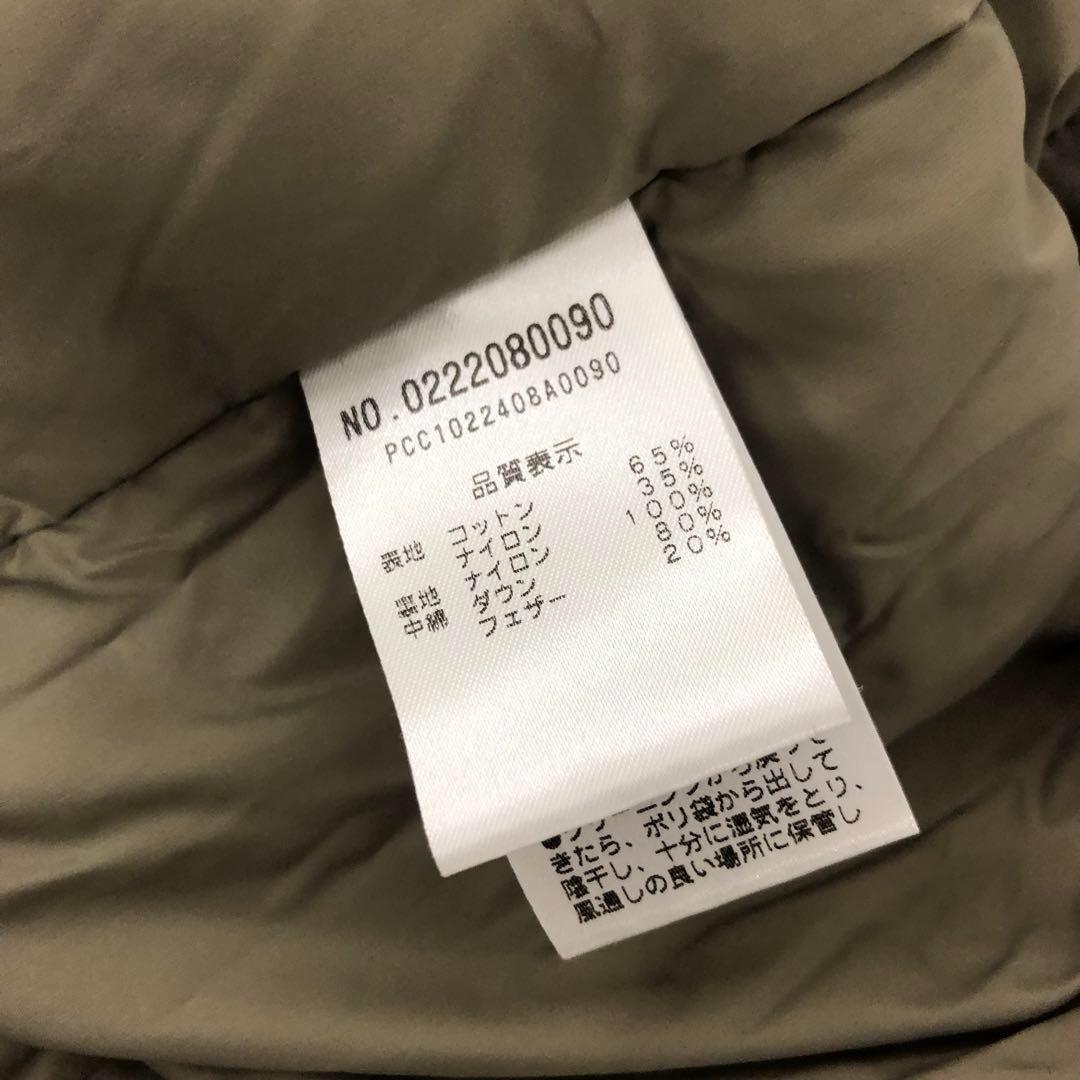 NO.0222080090
PCC1022408A0090
品質表示
表地 コットン 65%
ナイロン 35%
裏地 ナイロン 100%
中綿 ダウン 80%
フェザー 20%
きたら、ポリ袋から出して
陰干し、十分に湿気をとり、
風通しの良い場所に保管し